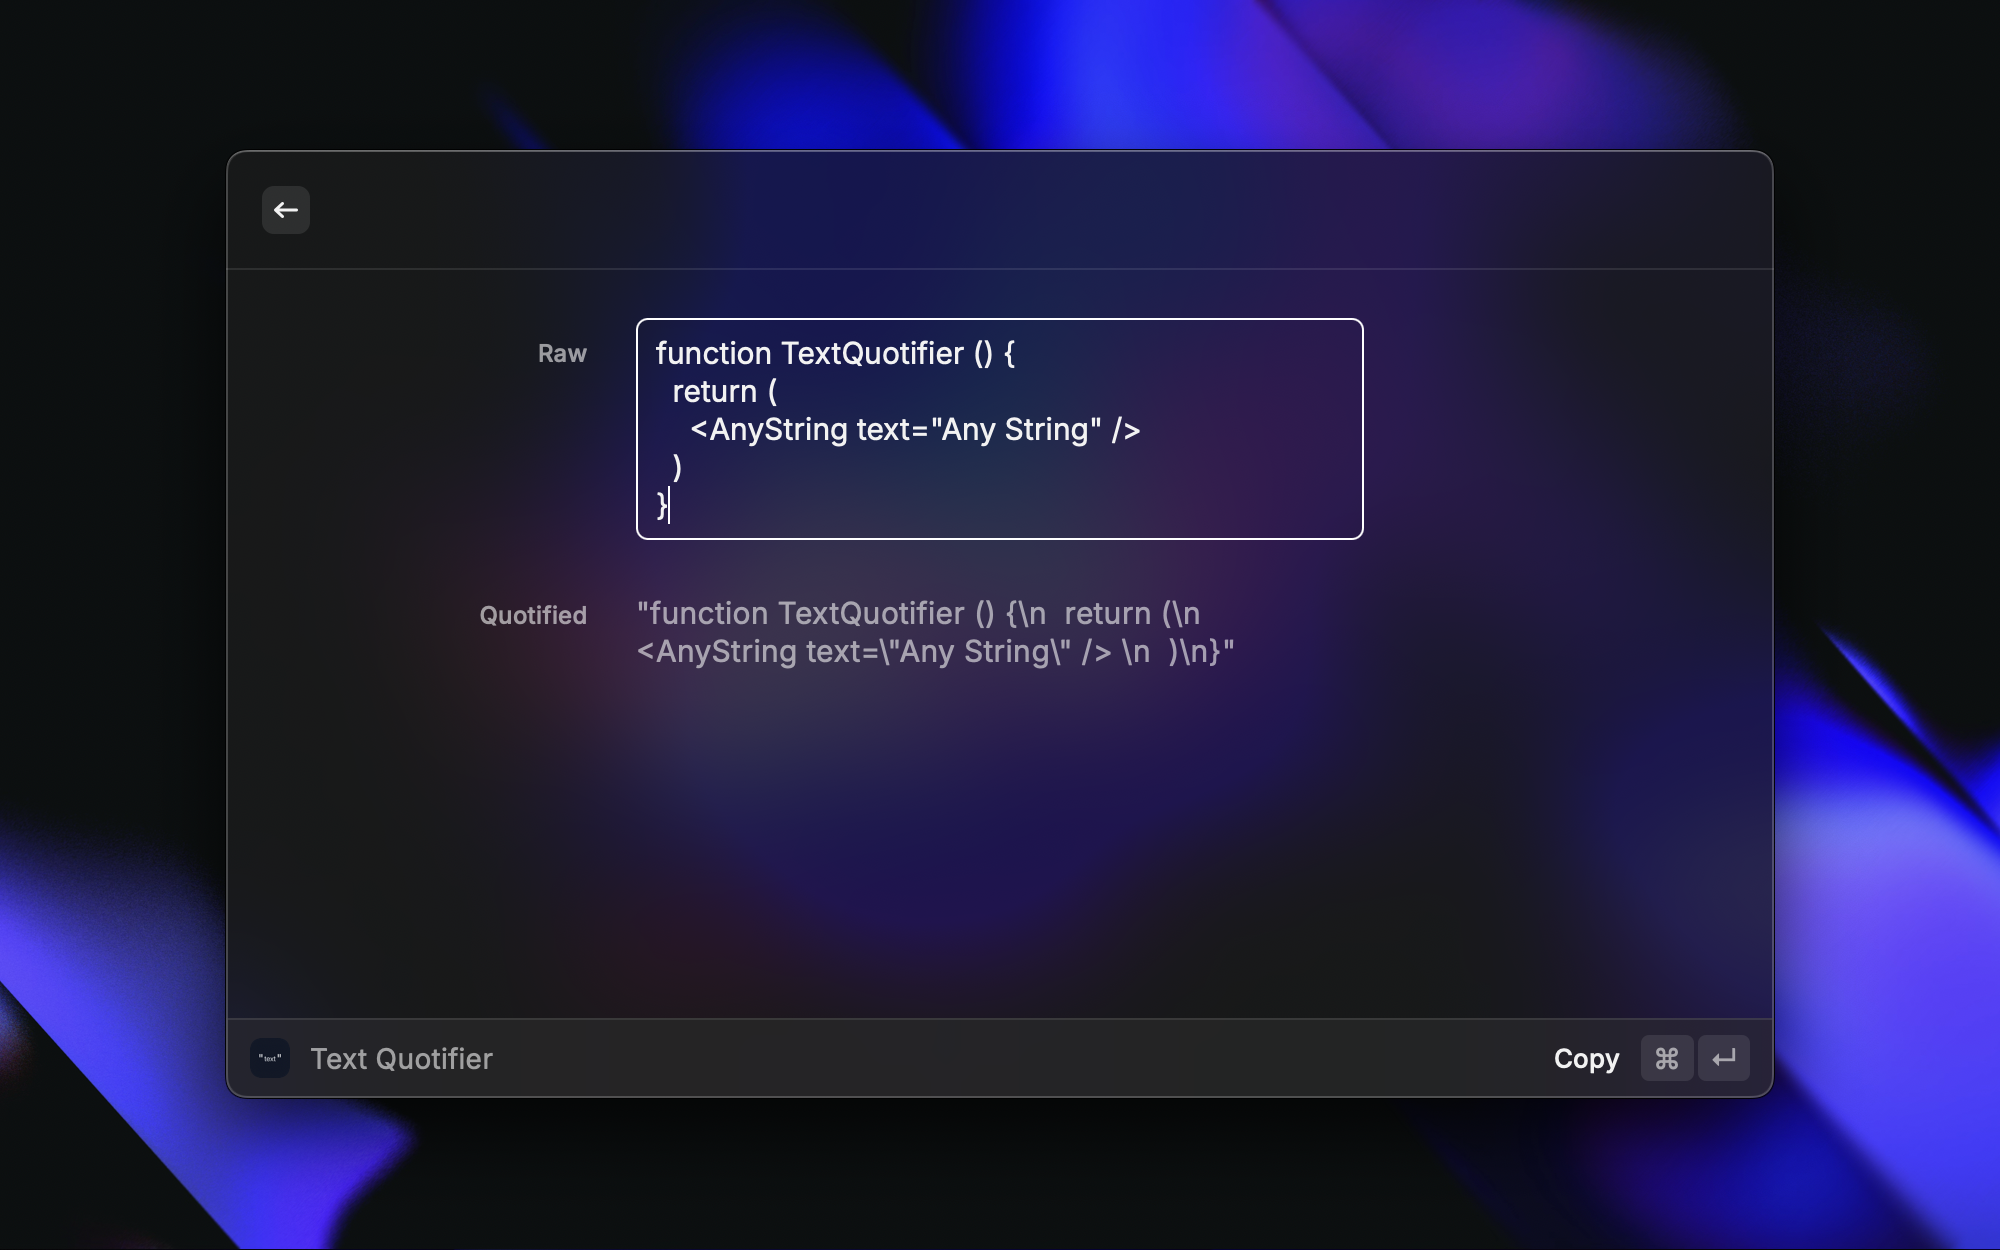 Raw
function TextQuotifier () {
  return (
    <AnyString text="Any String" />
  )
}
Quotified
"function TextQuotifier () {\n  return (\n
<AnyString text=\"Any String\" /> \n  )\n}"
"text"
Text Quotifier
Copy ⌘ ↵